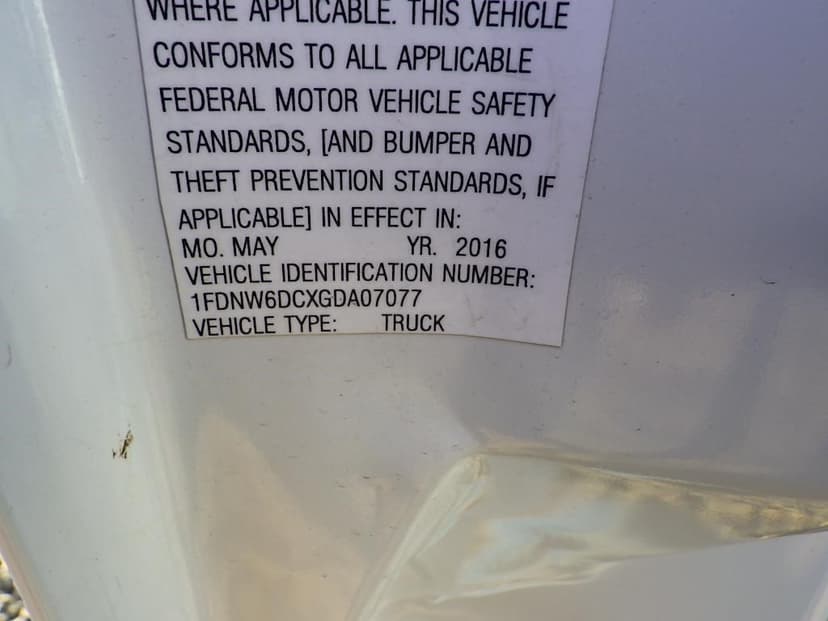 WHERE APPLICABLE. THIS VEHICLE
CONFORMS TO ALL APPLICABLE
FEDERAL MOTOR VEHICLE SAFETY
STANDARDS, [AND BUMPER AND
THEFT PREVENTION STANDARDS, IF
APPLICABLE] IN EFFECT IN:
MO. MAY YR. 2016
VEHICLE IDENTIFICATION NUMBER:
1FDNW6DCXGDA07077
VEHICLE TYPE: TRUCK